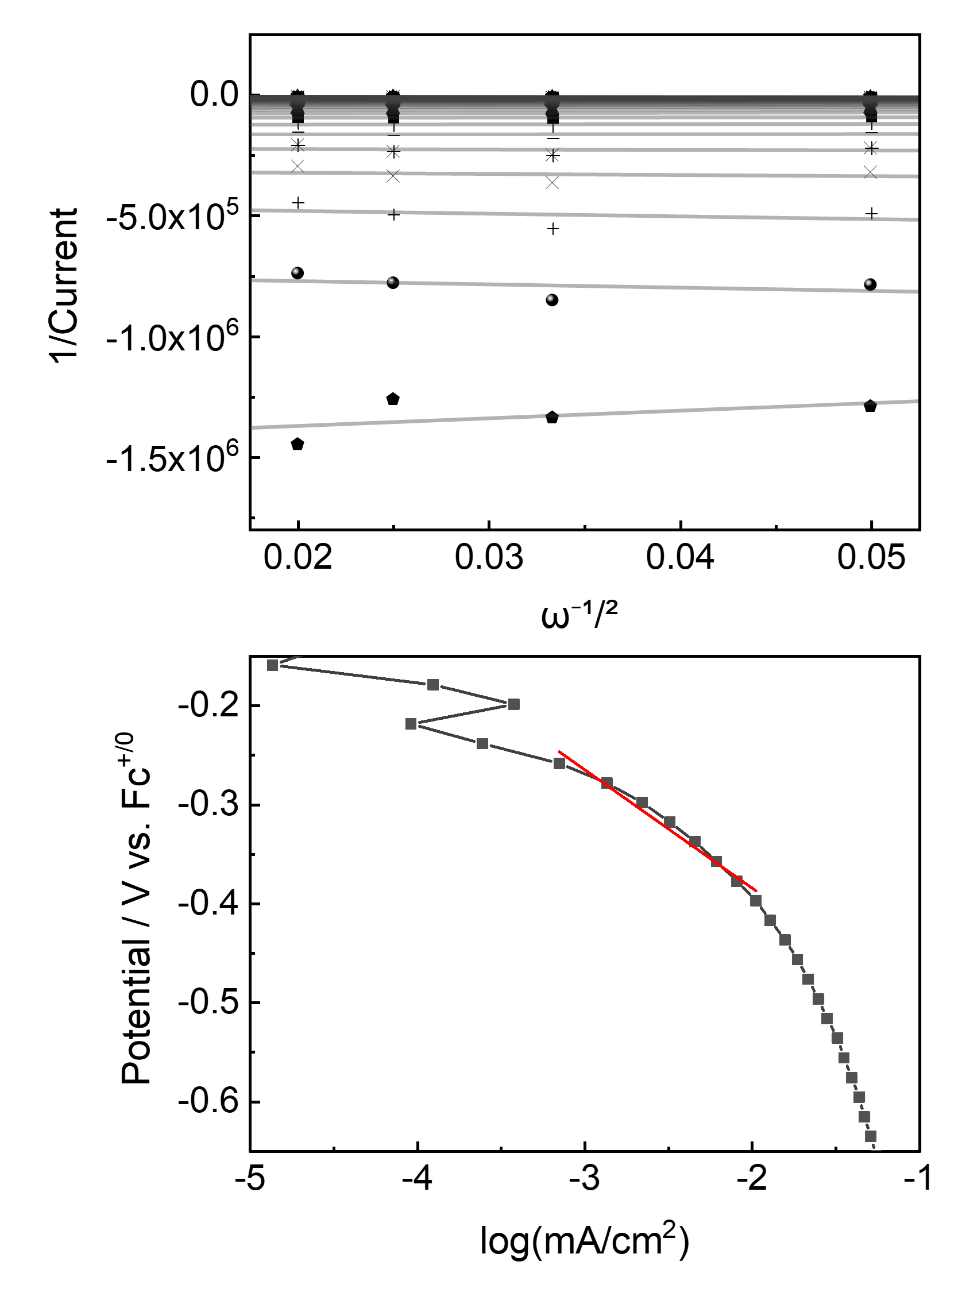 0.0
-5.0x10⁵
-1.0x10⁶
-1.5x10⁶
1/Current
0.02 0.03 0.04 0.05
ω⁻¹/²
-0.2
-0.3
-0.4
-0.5
-0.6
Potential / V vs. Fc⁺/⁰
-5 -4 -3 -2 -1
log(mA/cm²)